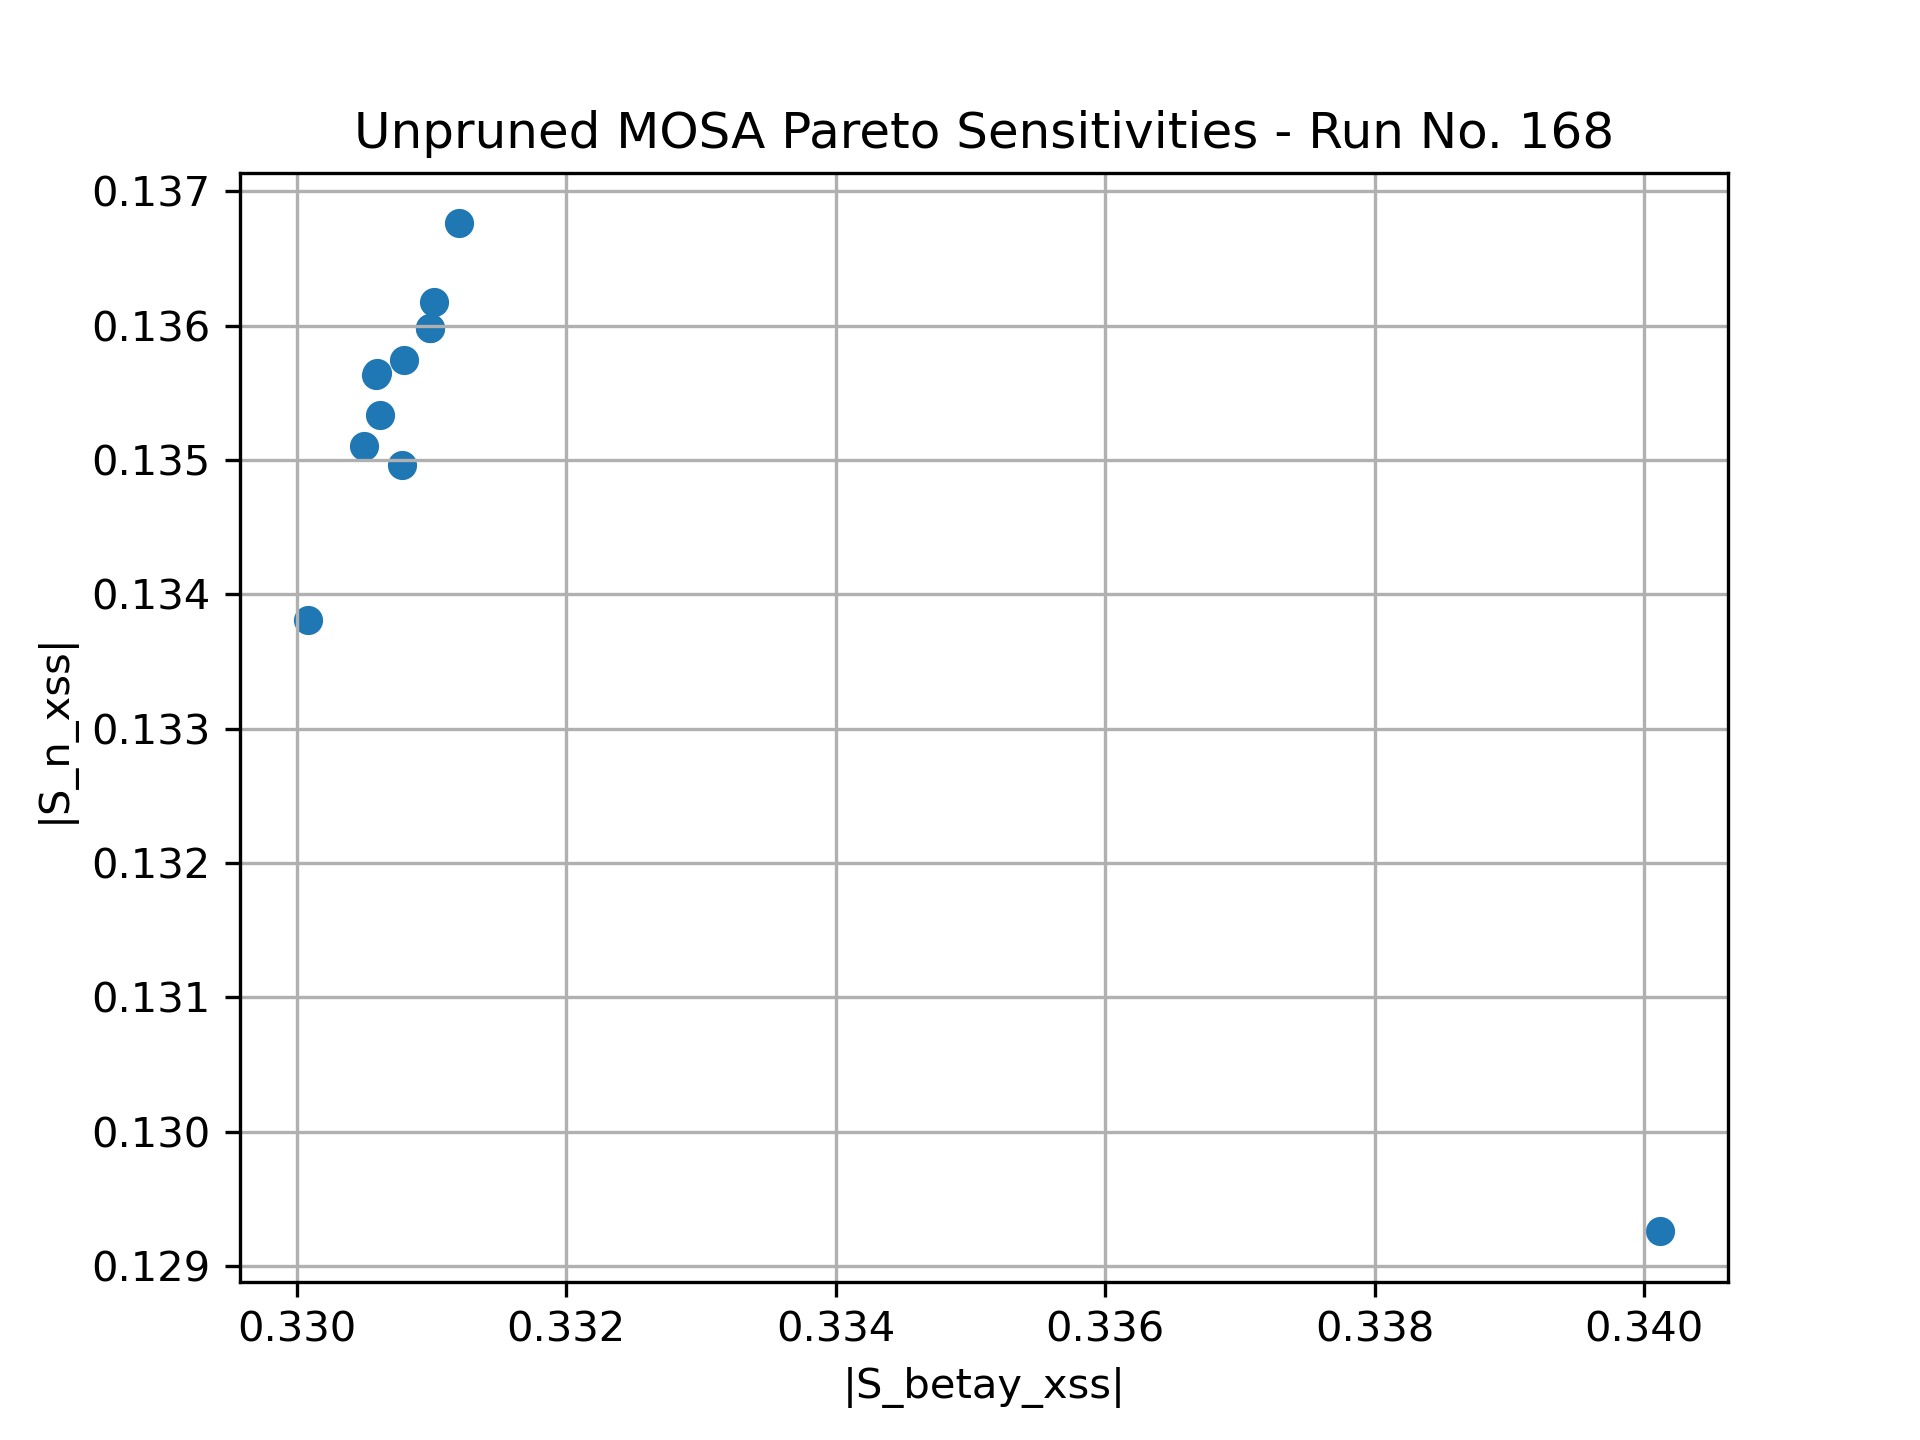 Unpruned MOSA Pareto Sensitivities - Run No. 168
0.137
0.136
0.135
0.134
0.133
0.132
0.131
0.130
0.129
|S_n_xss|
0.330 0.332 0.334 0.336 0.338 0.340
|S_betay_xss|